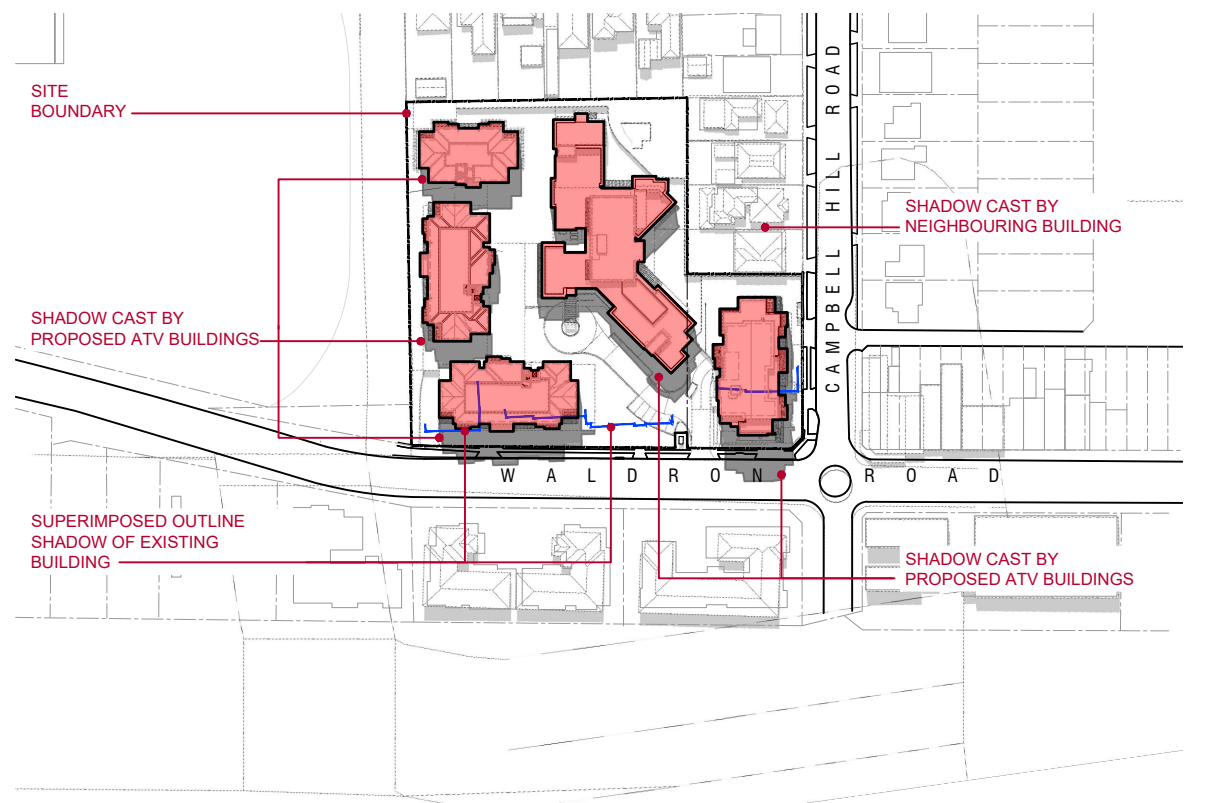 SITE
BOUNDARY
SHADOW CAST BY
NEIGHBOURING BUILDING
CAMPBELL HILL ROAD
SHADOW CAST BY
PROPOSED ATV BUILDINGS
WALDRON ROAD
SUPERIMPOSED OUTLINE
SHADOW OF EXISTING
BUILDING
SHADOW CAST BY
PROPOSED ATV BUILDINGS